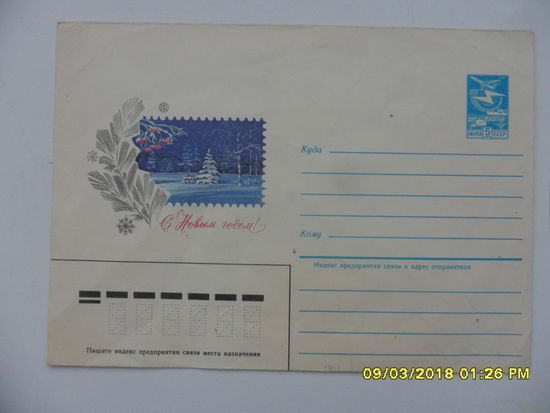 ПОЧТА 5 СССР
Куда
С Новым годом!
Кому
Индекс предприятия связи и адрес отправителя
Пишите индекс предприятия связи места назначения
09/03/2018 01:26 PM